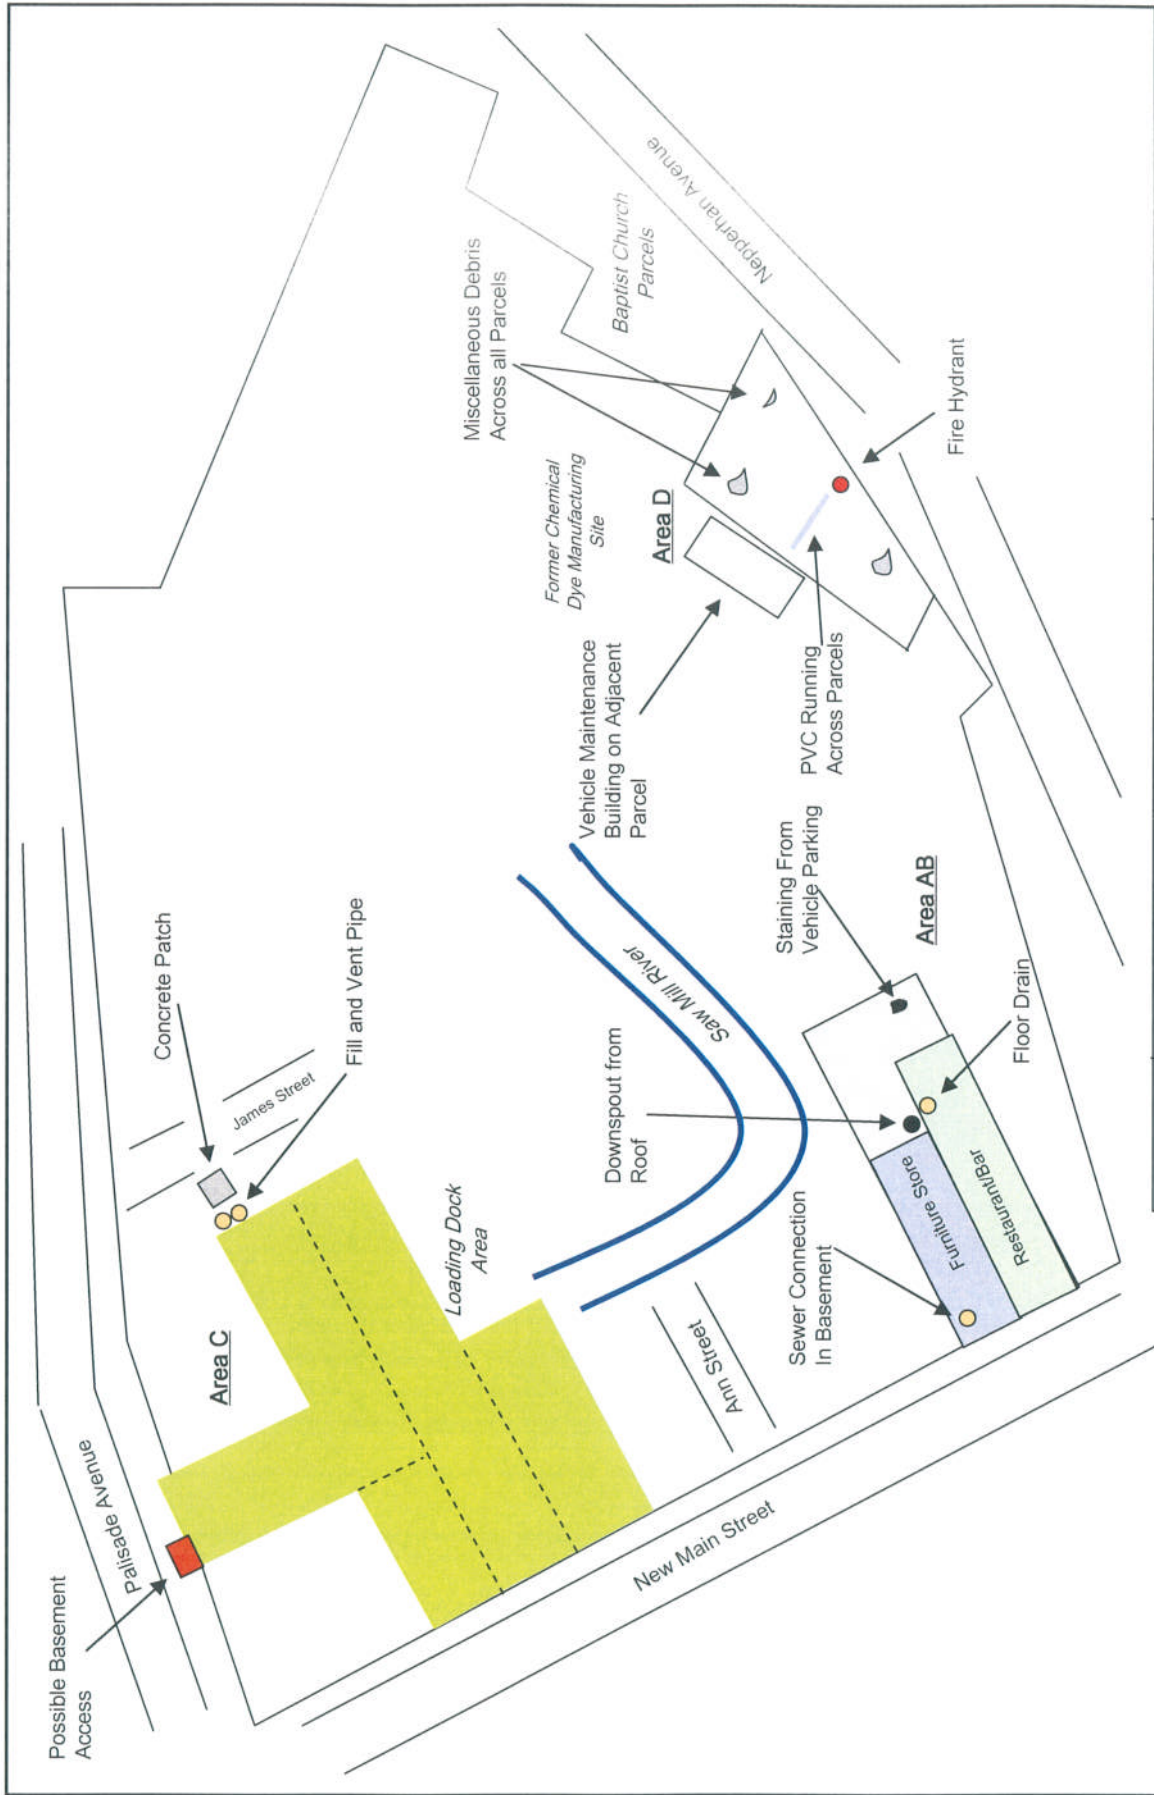 Possible Basement
Access
Palisade Avenue
Concrete Patch
Fill and Vent Pipe
James Street
Area C
Loading Dock
Area
Miscellaneous Debris
Across all Parcels
Baptist Church
Parcels
Nepperhan Avenue
Former Chemical
Dye Manufacturing
Site
Area D
Vehicle Maintenance
Building on Adjacent
Parcel
PVC Running
Across Parcels
Fire Hydrant
Saw Mill River
Downspout from
Roof
Staining From
Vehicle Parking
Area AB
Ann Street
Sewer Connection
In Basement
Furniture Store
Restaurant/Bar
Floor Drain
New Main Street